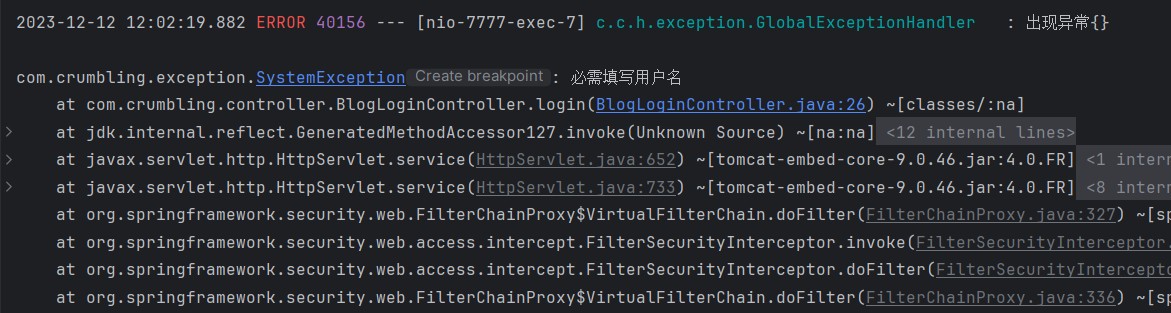 2023-12-12 12:02:19.882 ERROR 40156 --- [nio-7777-exec-7] c.c.h.exception.GlobalExceptionHandler : 出现异常{}
com.crumbling.exception.SystemException Create breakpoint : 必需填写用户名
at com.crumbling.controller.BlogLoginController.login(BlogLoginController.java:26) ~[classes/:na]
at jdk.internal.reflect.GeneratedMethodAccessor127.invoke(Unknown Source) ~[na:na] <12 internal lines>
at javax.servlet.http.HttpServlet.service(HttpServlet.java:652) ~[tomcat-embed-core-9.0.46.jar:4.0.FR] <1 intern
at javax.servlet.http.HttpServlet.service(HttpServlet.java:733) ~[tomcat-embed-core-9.0.46.jar:4.0.FR] <8 intern
at org.springframework.security.web.FilterChainProxy$VirtualFilterChain.doFilter(FilterChainProxy.java:327) ~[sp
at org.springframework.security.web.access.intercept.FilterSecurityInterceptor.invoke(FilterSecurityInterceptor.
at org.springframework.security.web.access.intercept.FilterSecurityInterceptor.doFilter(FilterSecurityIntercepto
at org.springframework.security.web.FilterChainProxy$VirtualFilterChain.doFilter(FilterChainProxy.java:336) ~[sp